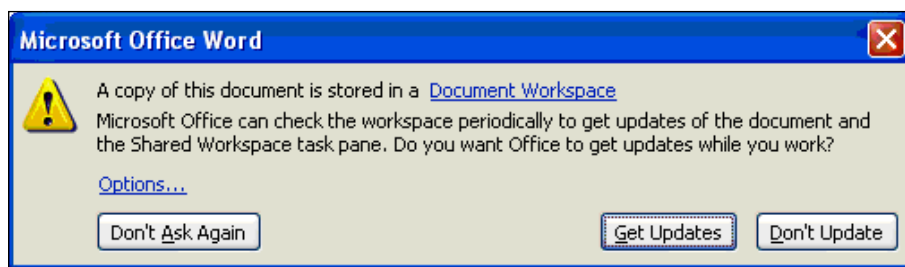 Microsoft Office Word
A copy of this document is stored in a Document Workspace
Microsoft Office can check the workspace periodically to get updates of the document and
the Shared Workspace task pane. Do you want Office to get updates while you work?
Options...
Don't Ask Again Get Updates Don't Update